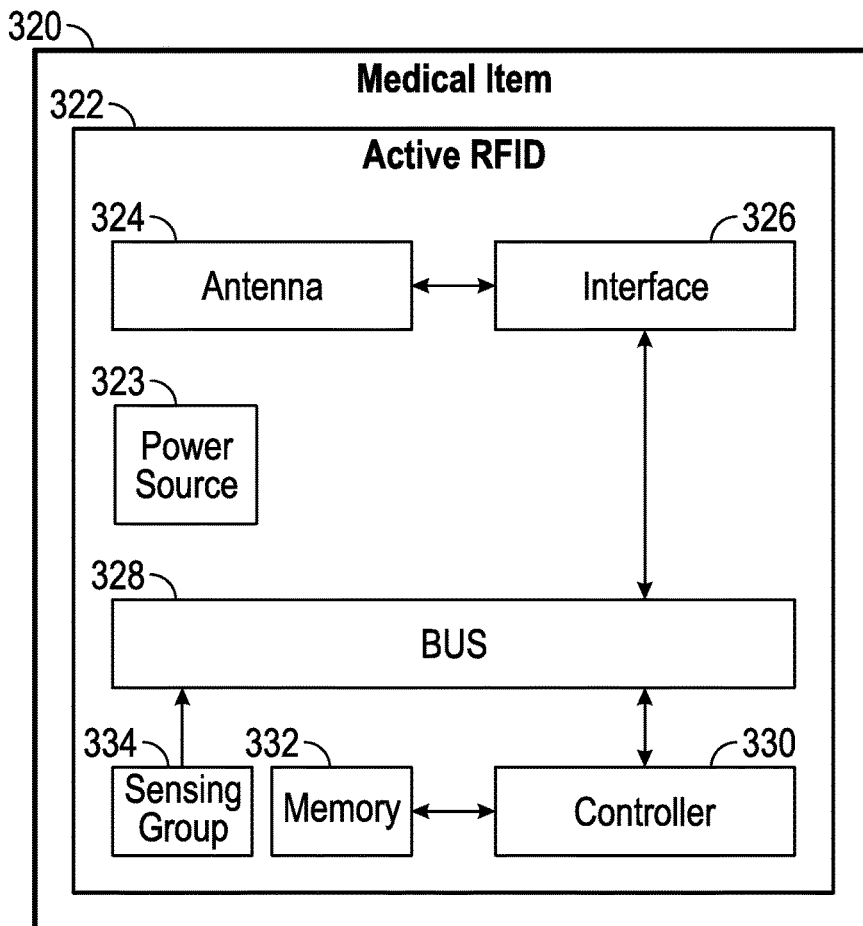 320
Medical Item
322
Active RFID
324
326
Antenna
Interface
323
Power
Source
328
BUS
334
332
330
Sensing
Group
Memory
Controller